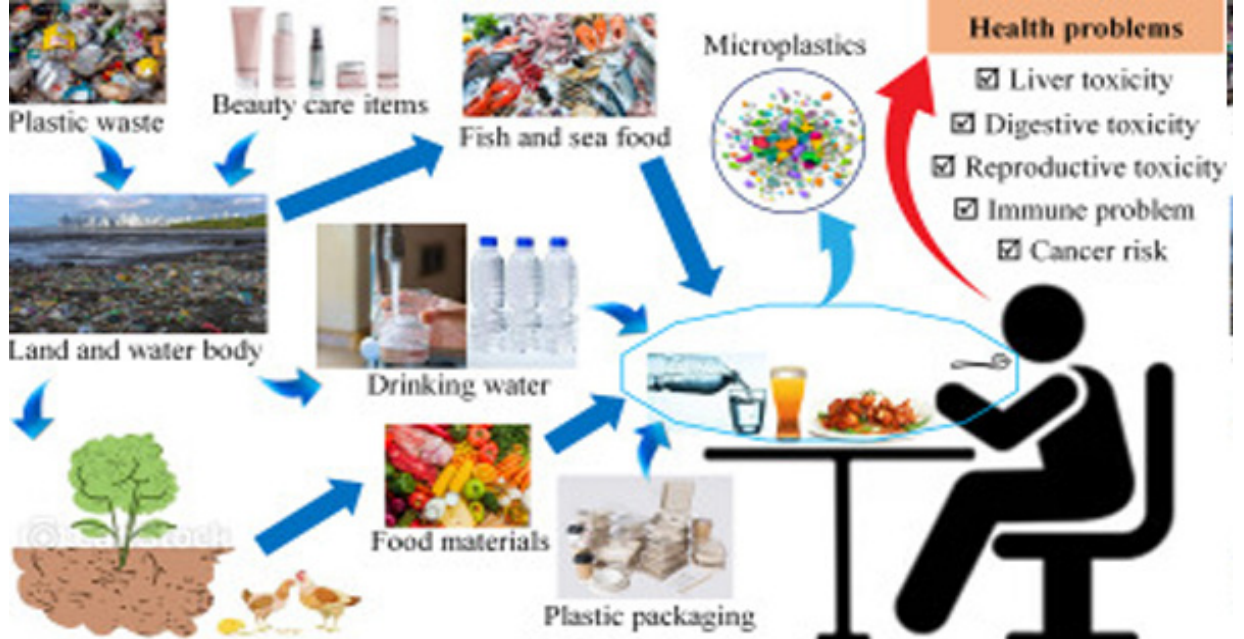 Health problems
Microplastics
Liver toxicity
Beauty care items
Plastic waste
Digestive toxicity
Fish and sea food
Reproductive toxicity
Immune problem
Cancer risk
Land and water body
Drinking water
Food materials
Plastic packaging